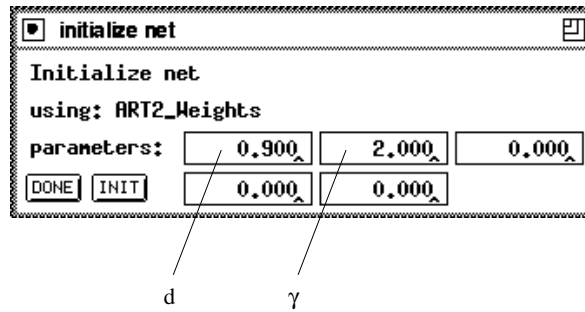 initialize net
Initialize net
using: ART2_Weights
parameters: 0.900 2.000 0.000
DONE INIT 0.000 0.000
d γ